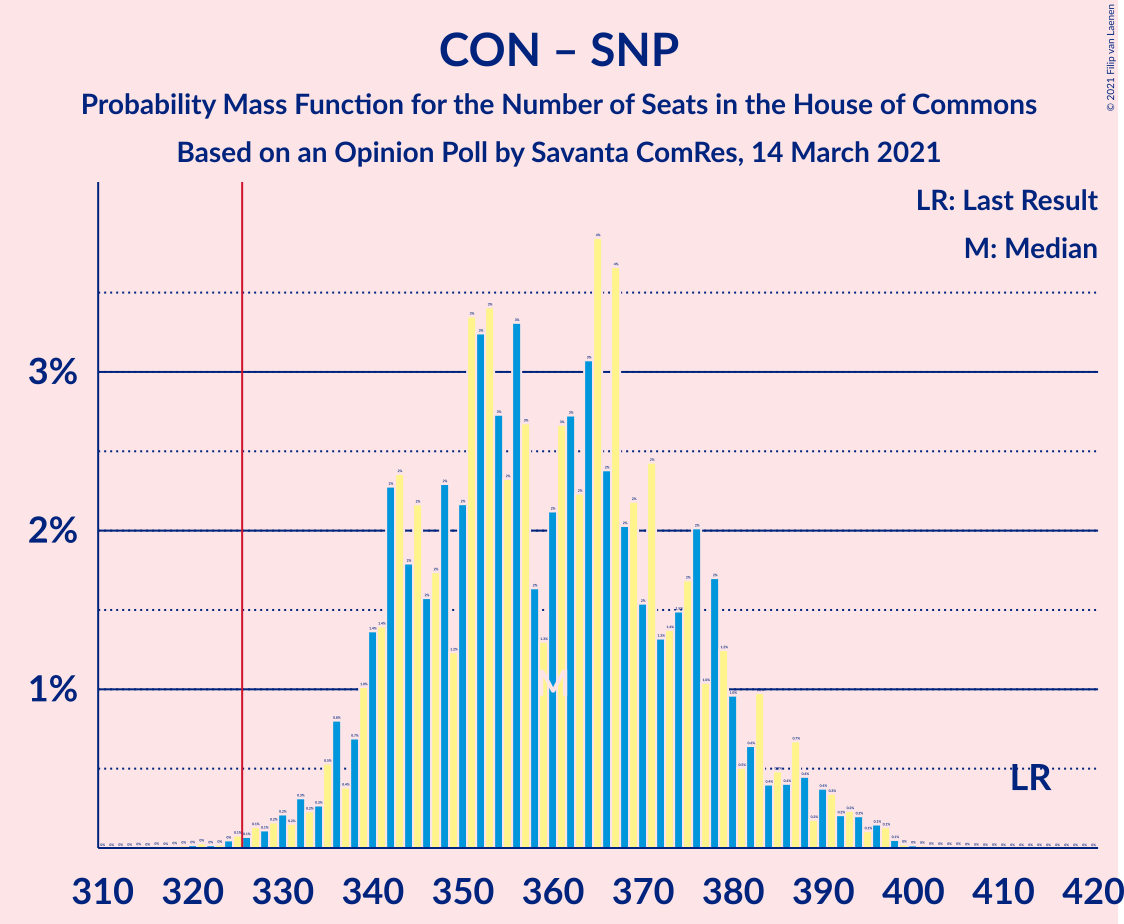 CON – SNP
Probability Mass Function for the Number of Seats in the House of Commons
Based on an Opinion Poll by Savanta ComRes, 14 March 2021
© 2021 Filip van Laenen
LR: Last Result
M: Median
3%
2%
1%
M
LR
310 320 330 340 350 360 370 380 390 400 410 420